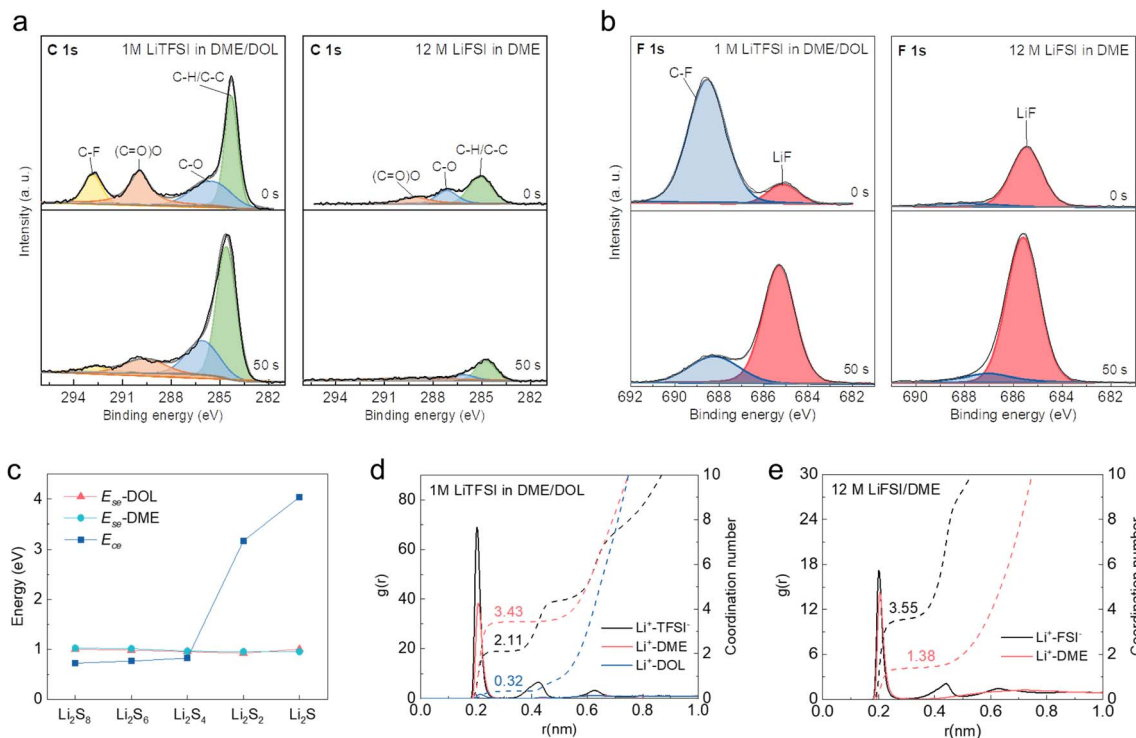 a
C 1s
1M LiTFSI in DME/DOL
C-H/C-C
C-F
(C=O)O
C-O
0 s
50 s
294 291 288 285 282
Binding energy (eV)
Intensity (a. u.)
C 1s
12 M LiFSI in DME
(C=O)O
C-O
C-H/C-C
0 s
50 s
294 291 288 285 282
Binding energy (eV)
b
F 1s
1 M LiTFSI in DME/DOL
C-F
LiF
0 s
50 s
692 690 688 686 684 682
Binding energy (eV)
Intensity (a. u.)
F 1s
12 M LiFSI in DME
LiF
0 s
50 s
690 688 686 684 682
Binding energy (eV)
c
Energy (eV)
4
3
2
1
0
Ese-DOL
Ese-DME
Ece
Li2S8 Li2S6 Li2S4 Li2S2 Li2S
d
1M LiTFSI in DME/DOL
g(r)
80
60
40
20
0
3.43
2.11
0.32
Li+-TFSI-
Li+-DME
Li+-DOL
10
8
6
4
2
0
Coordination number
0.0 0.2 0.4 0.6 0.8 1.0
r(nm)
e
12 M LiFSI/DME
g(r)
30
24
18
12
6
0
3.55
1.38
Li+-FSI-
Li+-DME
10
9
8
7
6
5
4
3
2
1
0
Coordination number
0.0 0.2 0.4 0.6 0.8 1.0
r(nm)